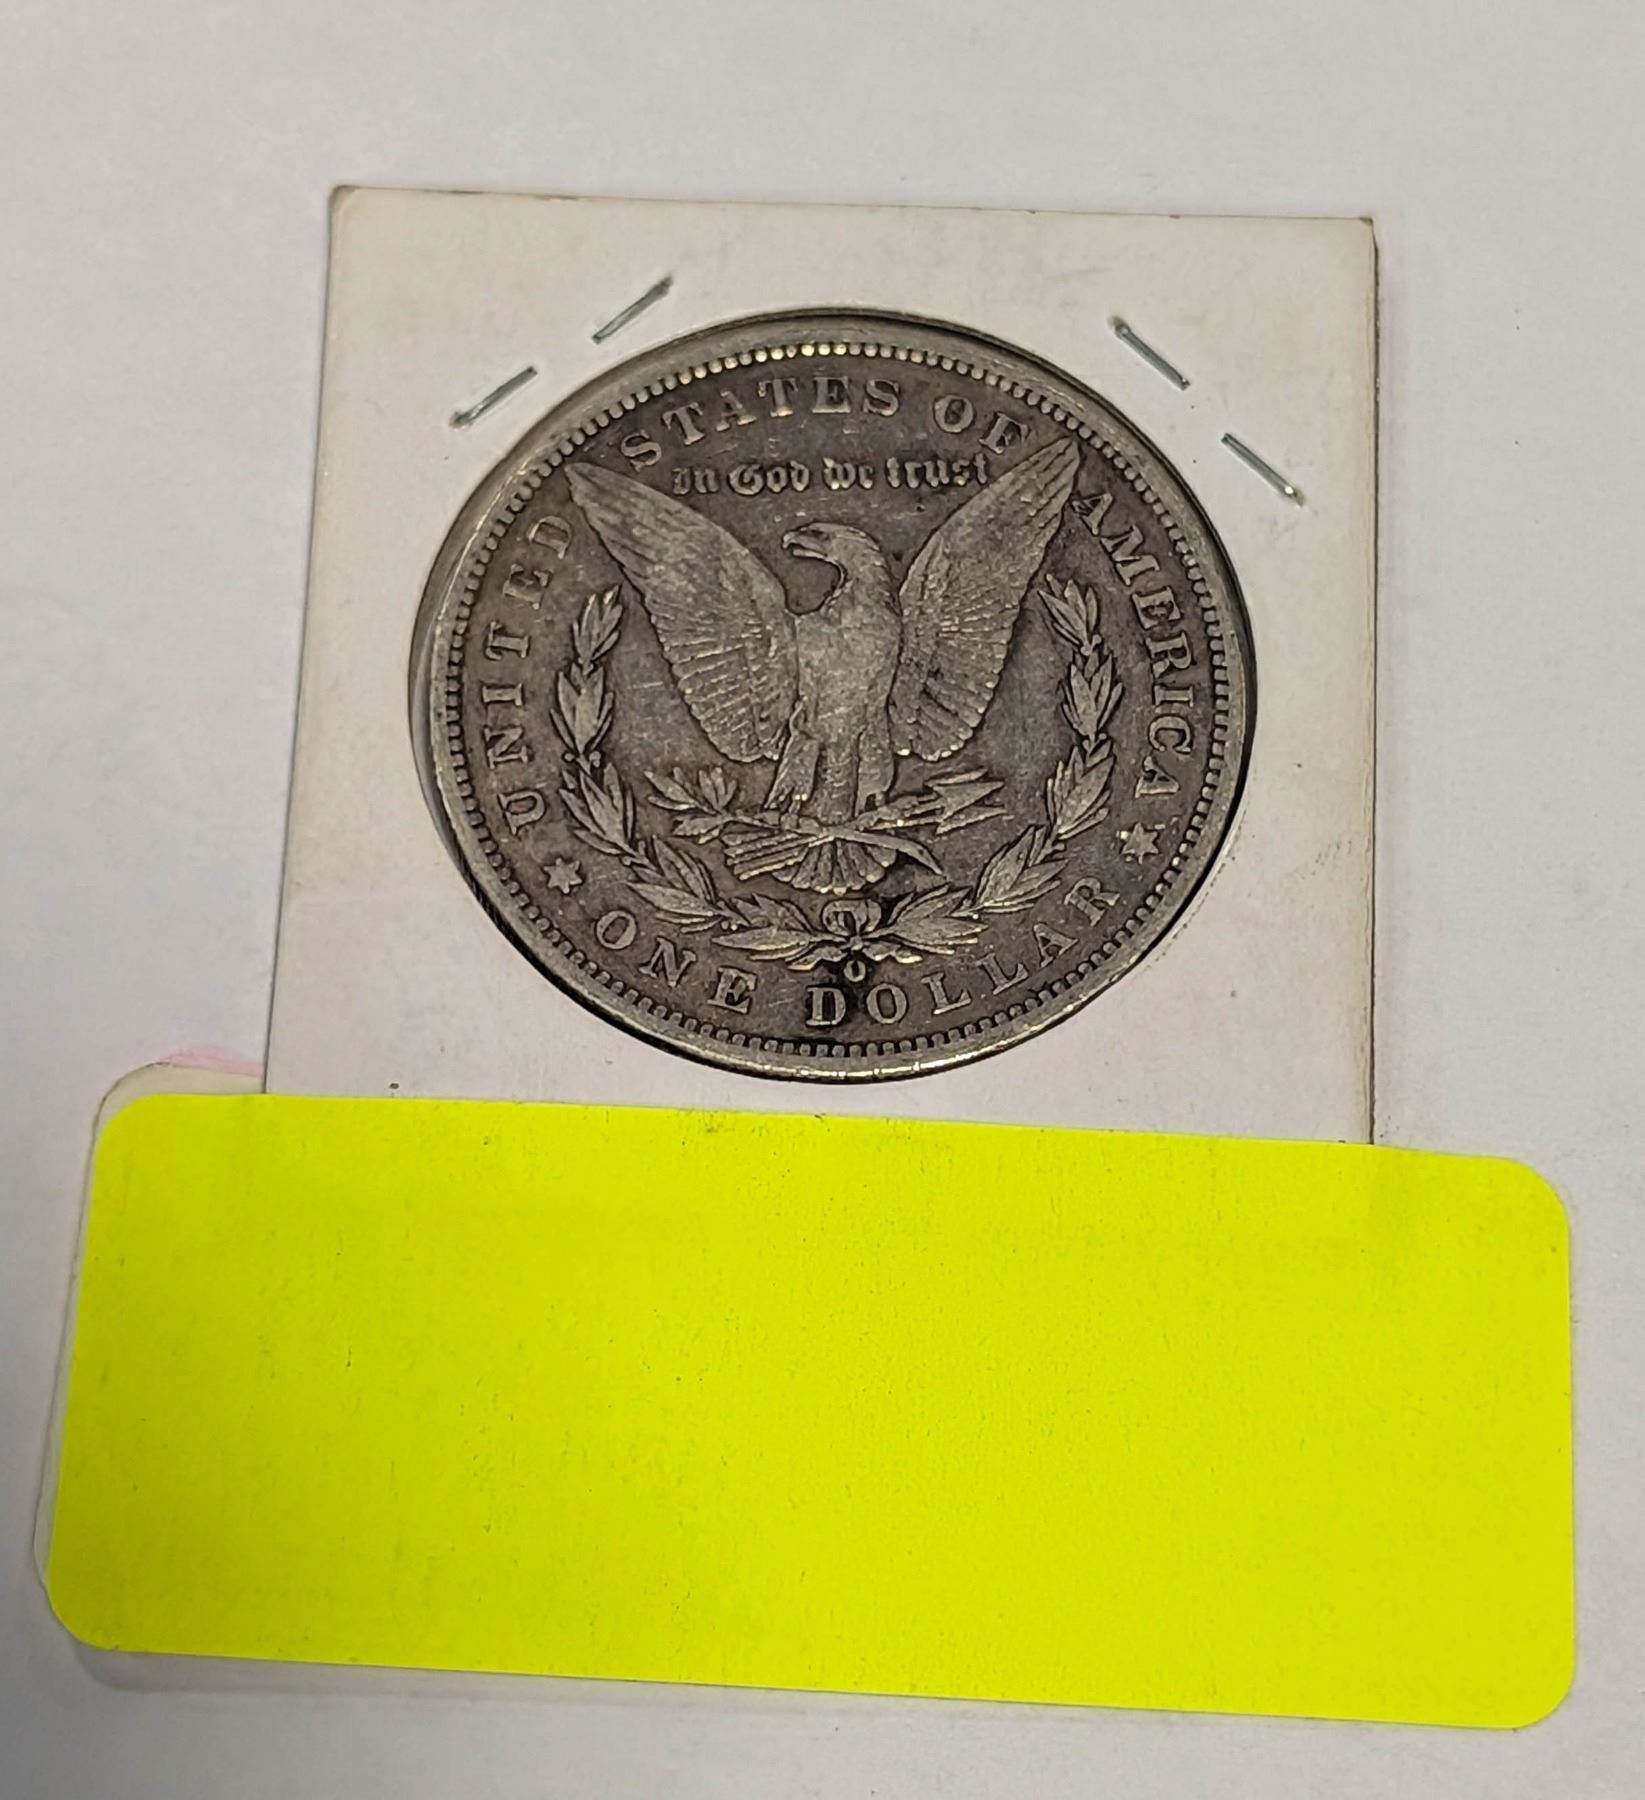 UNITED STATES OF AMERICA
In God we trust
O
ONE DOLLAR